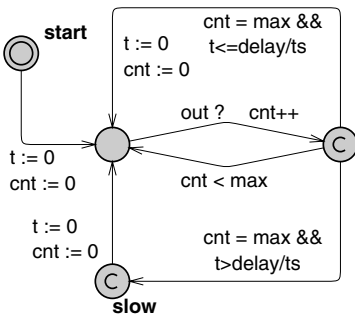 start
cnt = max &&
t<=delay/ts
t := 0
cnt := 0
out ?
cnt++
t := 0
cnt := 0
C
cnt < max
t := 0
cnt := 0
cnt = max &&
t>delay/ts
C
slow